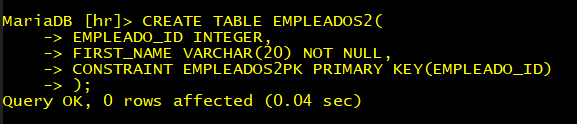 MariaDB [hr]> CREATE TABLE EMPLEADOS2(
    -> EMPLEADO_ID INTEGER,
    -> FIRST_NAME VARCHAR(20) NOT NULL,
    -> CONSTRAINT EMPLEADOS2PK PRIMARY KEY(EMPLEADO_ID)
    -> );
Query OK, 0 rows affected (0.04 sec)